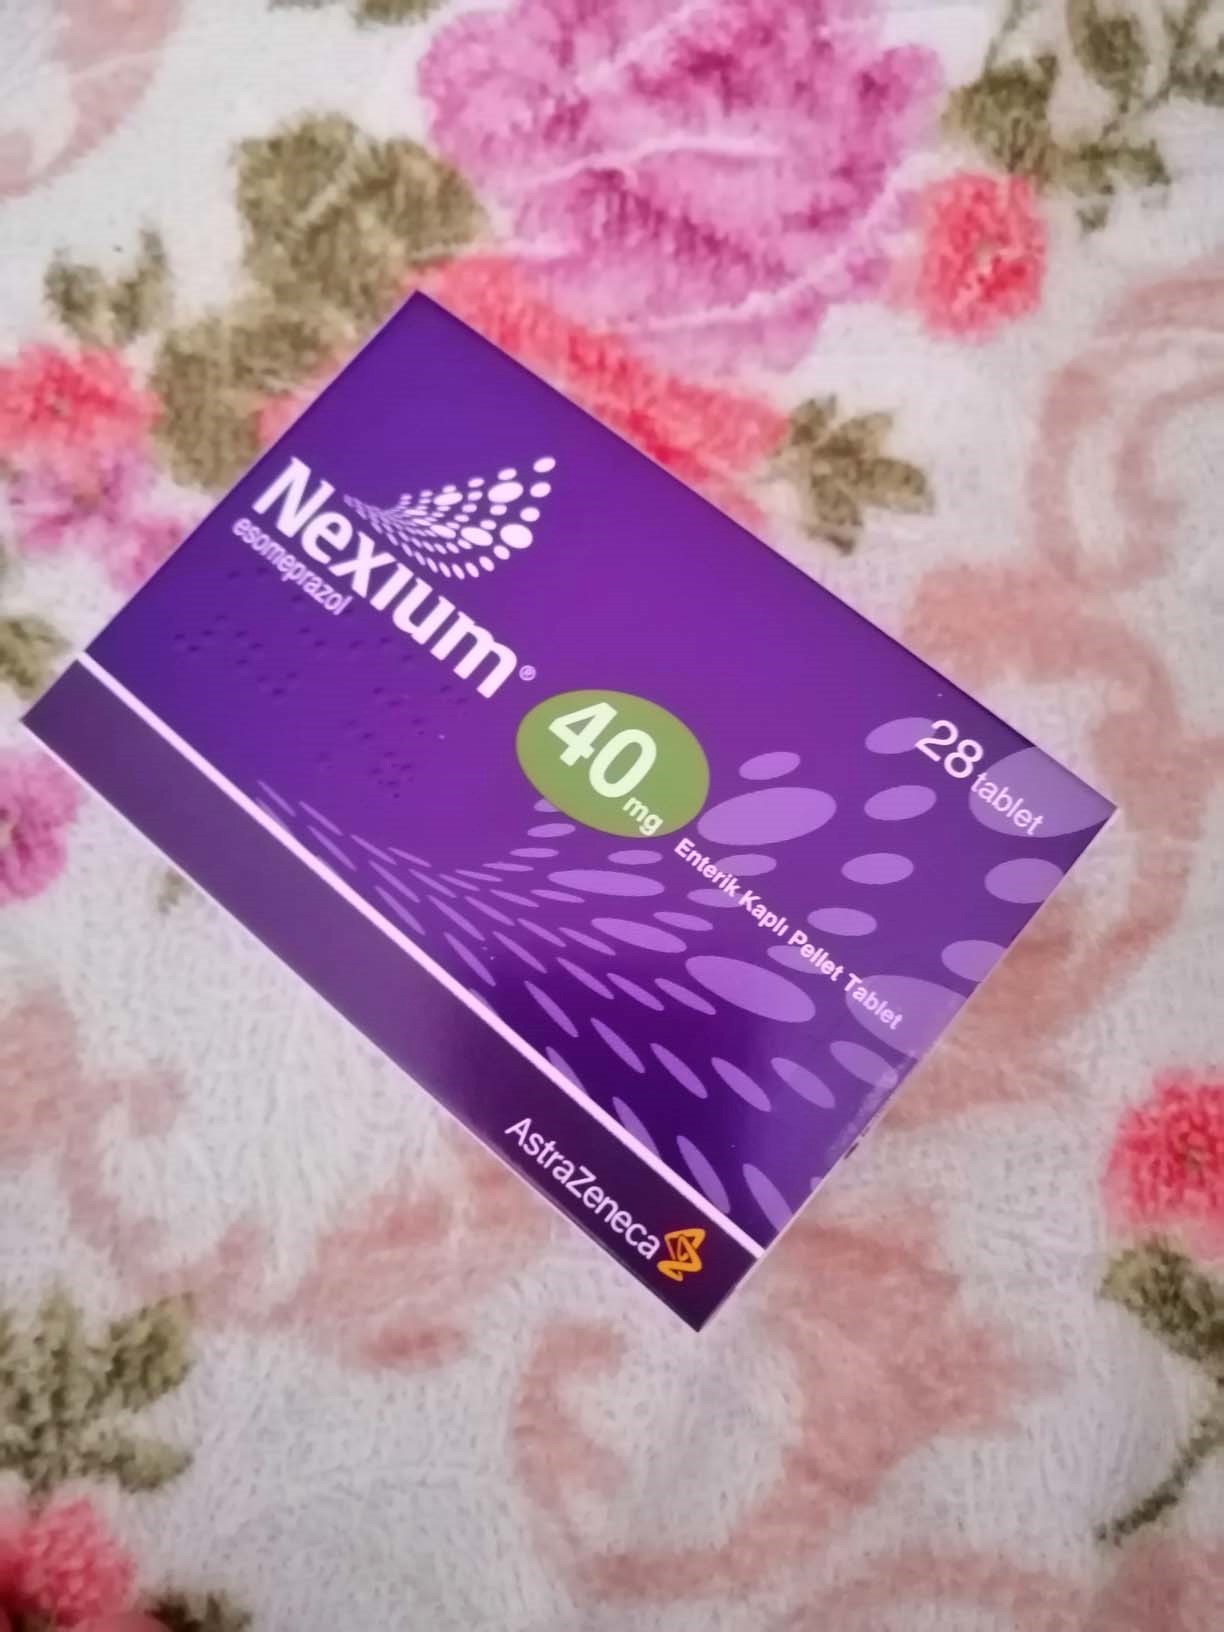 Nexium®
esomeprazol
40 mg
28 tablet
Enterik Kaplı Pellet Tablet
AstraZeneca